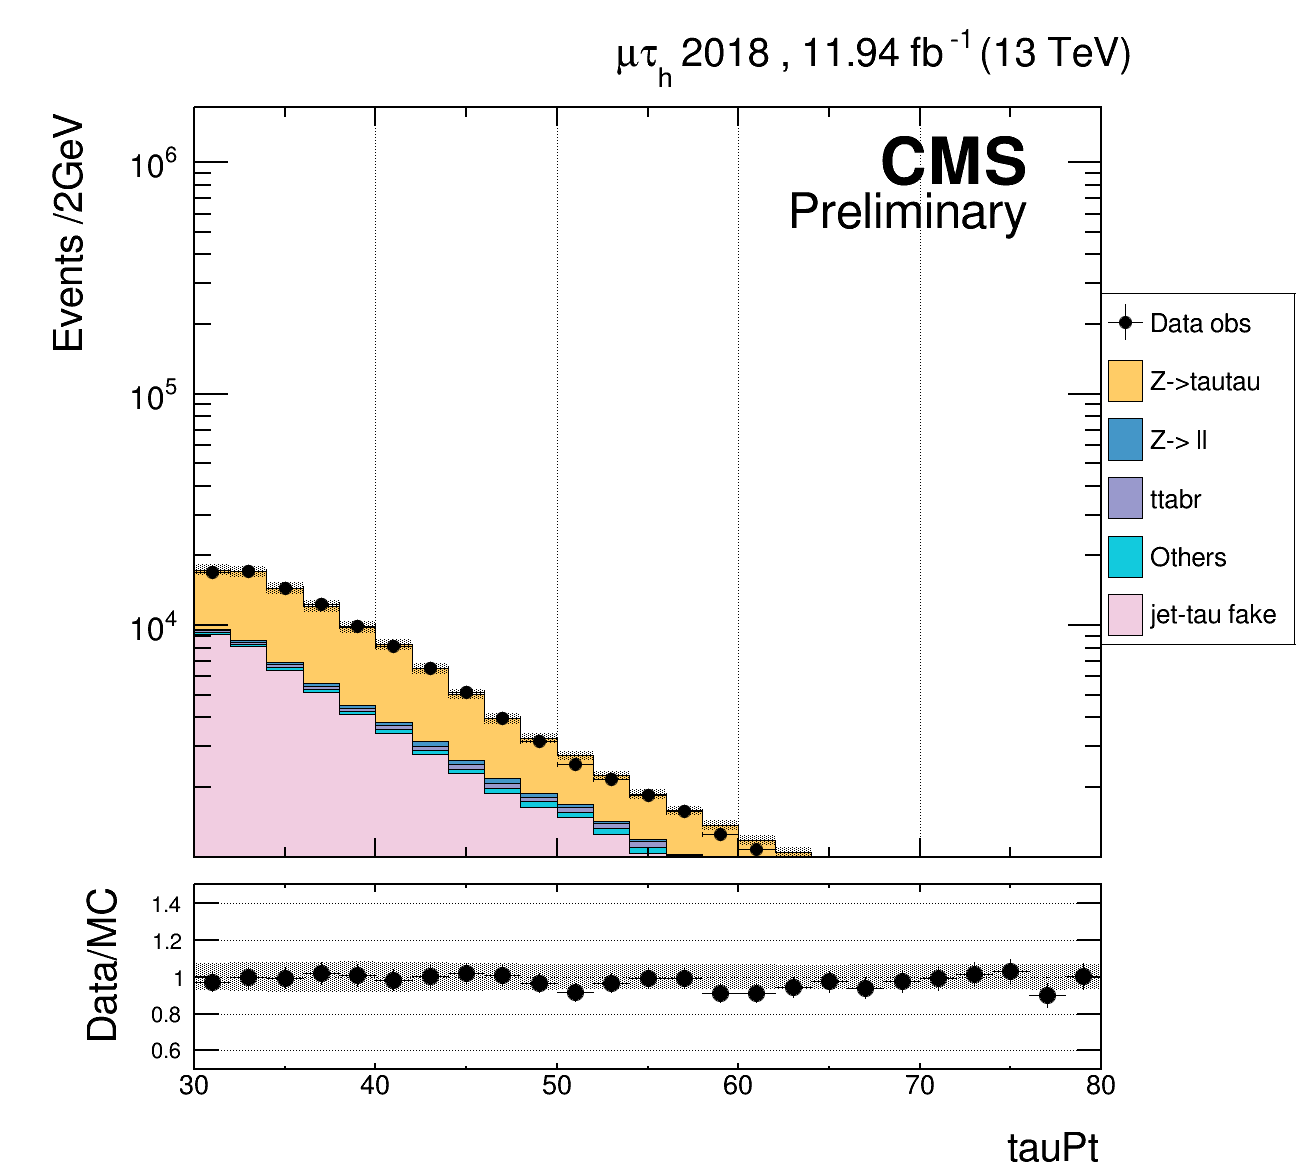 μτh 2018 , 11.94 fb-1 (13 TeV)
CMS
Preliminary
Events /2GeV
10^6
10^5
10^4
Data obs
Z->tautau
Z-> ll
ttabr
Others
jet-tau fake
Data/MC
1.4
1.2
1
0.8
0.6
30 40 50 60 70 80
tauPt